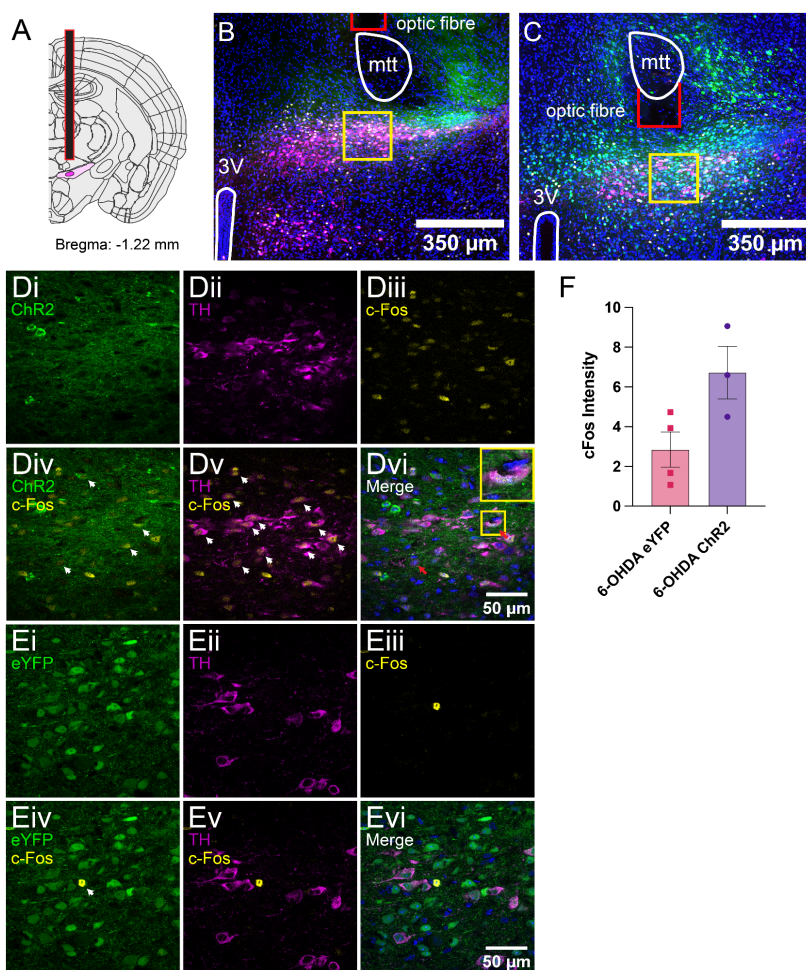 A
Bregma: -1.22 mm
B
optic fibre
mtt
3V
350 µm
C
mtt
optic fibre
3V
350 µm
Di
ChR2
Dii
TH
Diii
c-Fos
Div
ChR2
c-Fos
Dv
TH
c-Fos
Dvi
Merge
50 µm
Ei
eYFP
Eii
TH
Eiii
c-Fos
Eiv
eYFP
c-Fos
Ev
TH
c-Fos
Evi
Merge
50 µm
F
cFos Intensity
10
8
6
4
2
0
6-OHDA eYFP
6-OHDA ChR2